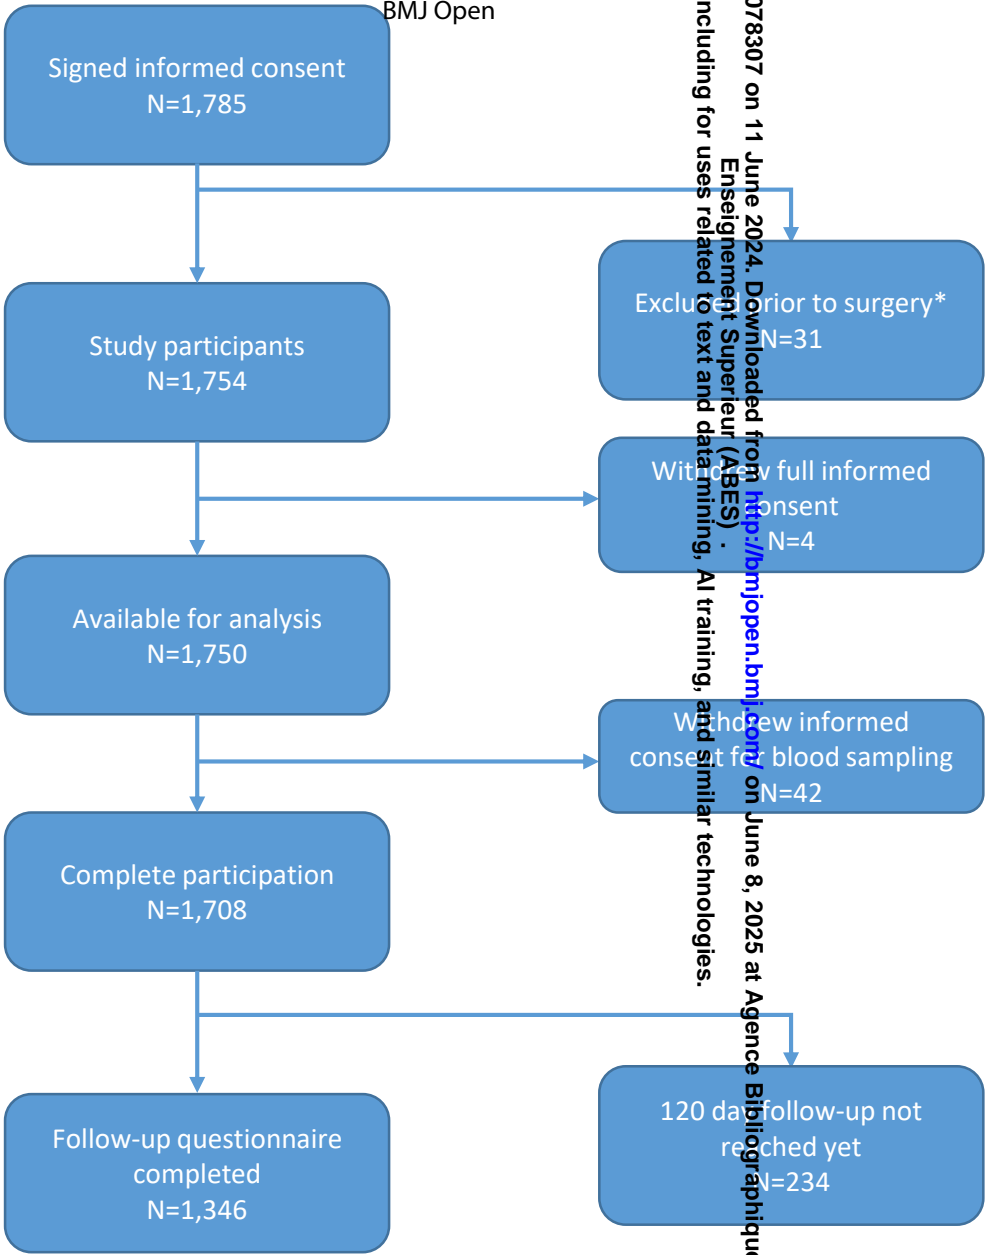 BMJ Open
Signed informed consent
N=1,785
Excluded prior to surgery*
N=31
Study participants
N=1,754
Withdrew full informed
consent
N=4
Available for analysis
N=1,750
Withdrew informed
consent for blood sampling
N=42
Complete participation
N=1,708
120 day follow-up not
reached yet
N=234
Follow-up questionnaire
completed
N=1,346
078307 on 11 June 2024. Downloaded from http://bmjopen.bmj.com/ on June 8, 2025 at Agence Bibliographique
Enseignement Superieur (ABES) .
ncluding for uses related to text and data mining, AI training, and similar technologies.